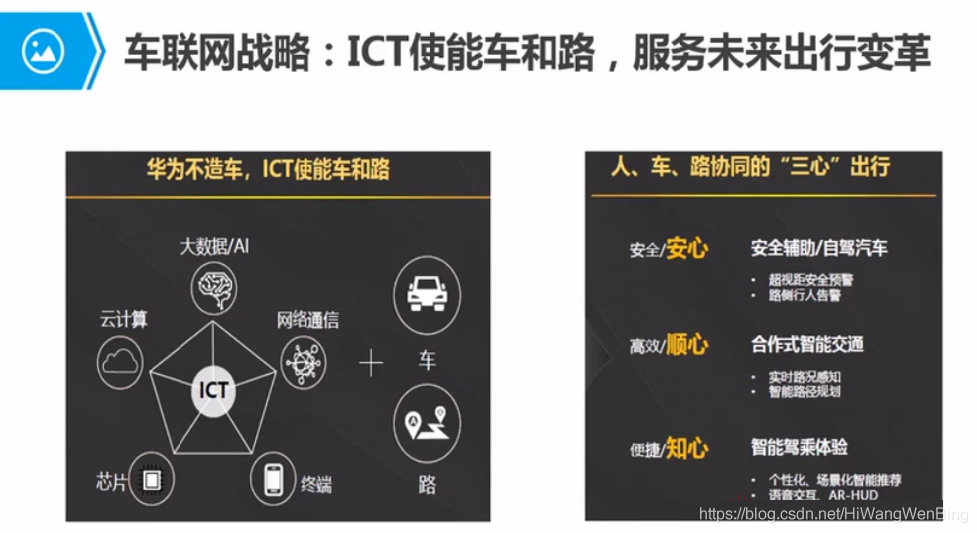 车联网战略：ICT使能车和路，服务未来出行变革
华为不造车，ICT使能车和路
大数据/AI
云计算
网络通信
ICT
芯片
终端
车
路
人、车、路协同的“三心”出行
安全/安心
安全辅助/自驾汽车
• 超视距安全预警
• 路侧行人告警
高效/顺心
合作式智能交通
• 实时路况感知
• 智能路径规划
便捷/知心
智能驾乘体验
• 个性化、场景化智能推荐
• 语音交互、AR-HUD
https://blog.csdn.net/HiWangWenBing